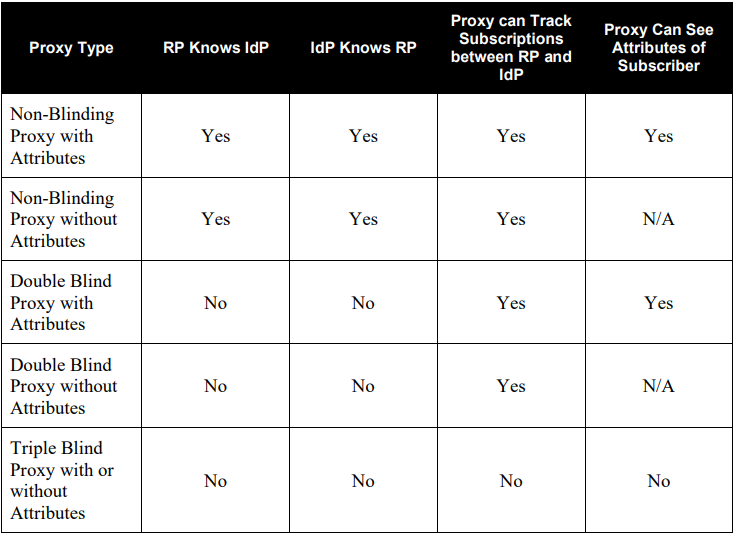 Proxy Type
RP Knows IdP
IdP Knows RP
Proxy can Track
Subscriptions
between RP and
IdP
Proxy Can See
Attributes of
Subscriber
Non-Blinding
Proxy with
Attributes
Yes
Yes
Yes
Yes
Non-Blinding
Proxy without
Attributes
Yes
Yes
Yes
N/A
Double Blind
Proxy with
Attributes
No
No
Yes
Yes
Double Blind
Proxy without
Attributes
No
No
Yes
N/A
Triple Blind
Proxy with or
without
Attributes
No
No
No
No